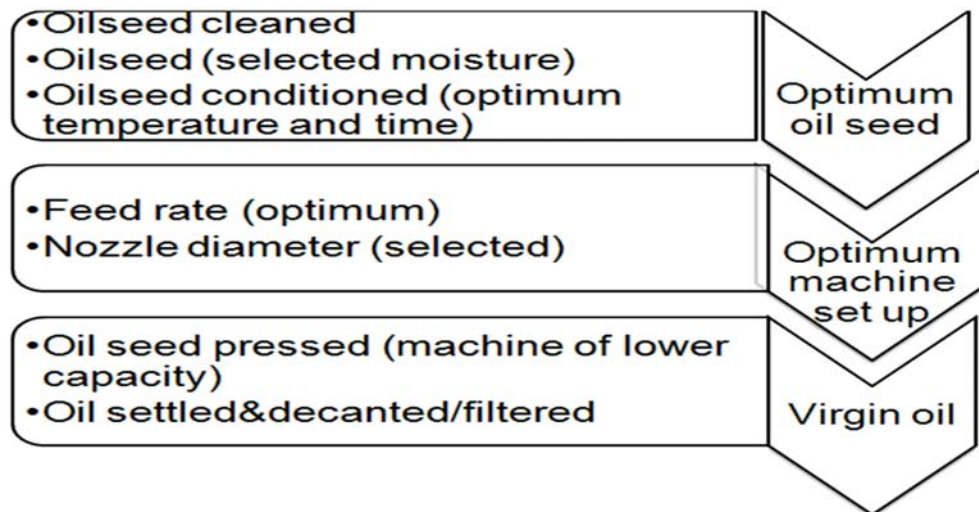 •Oilseed cleaned
•Oilseed (selected moisture)
•Oilseed conditioned (optimum
temperature and time)
Optimum
oil seed
•Feed rate (optimum)
•Nozzle diameter (selected)
Optimum
machine
set up
•Oil seed pressed (machine of lower
capacity)
•Oil settled&decanted/filtered
Virgin oil